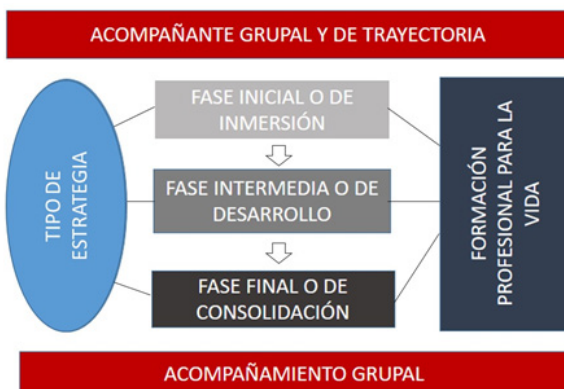 ACOMPAÑANTE GRUPAL Y DE TRAYECTORIA
TIPO DE
ESTRATEGIA
FASE INICIAL O DE
INMERSIÓN
FASE INTERMEDIA O DE
DESARROLLO
FASE FINAL O DE
CONSOLIDACIÓN
FORMACIÓN
PROFESIONAL PARA LA
VIDA
ACOMPAÑAMIENTO GRUPAL